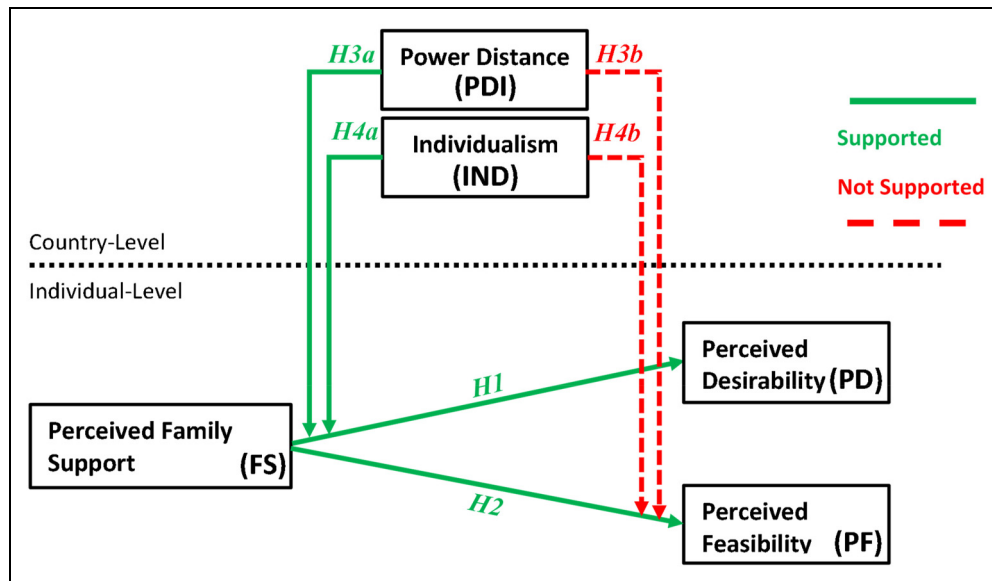 H3a
Power Distance
(PDI)
H3b
H4a
Individualism
(IND)
H4b
Supported
Not Supported
Country-Level
Individual-Level
Perceived
Desirability (PD)
H1
Perceived Family
Support (FS)
H2
Perceived
Feasibility (PF)